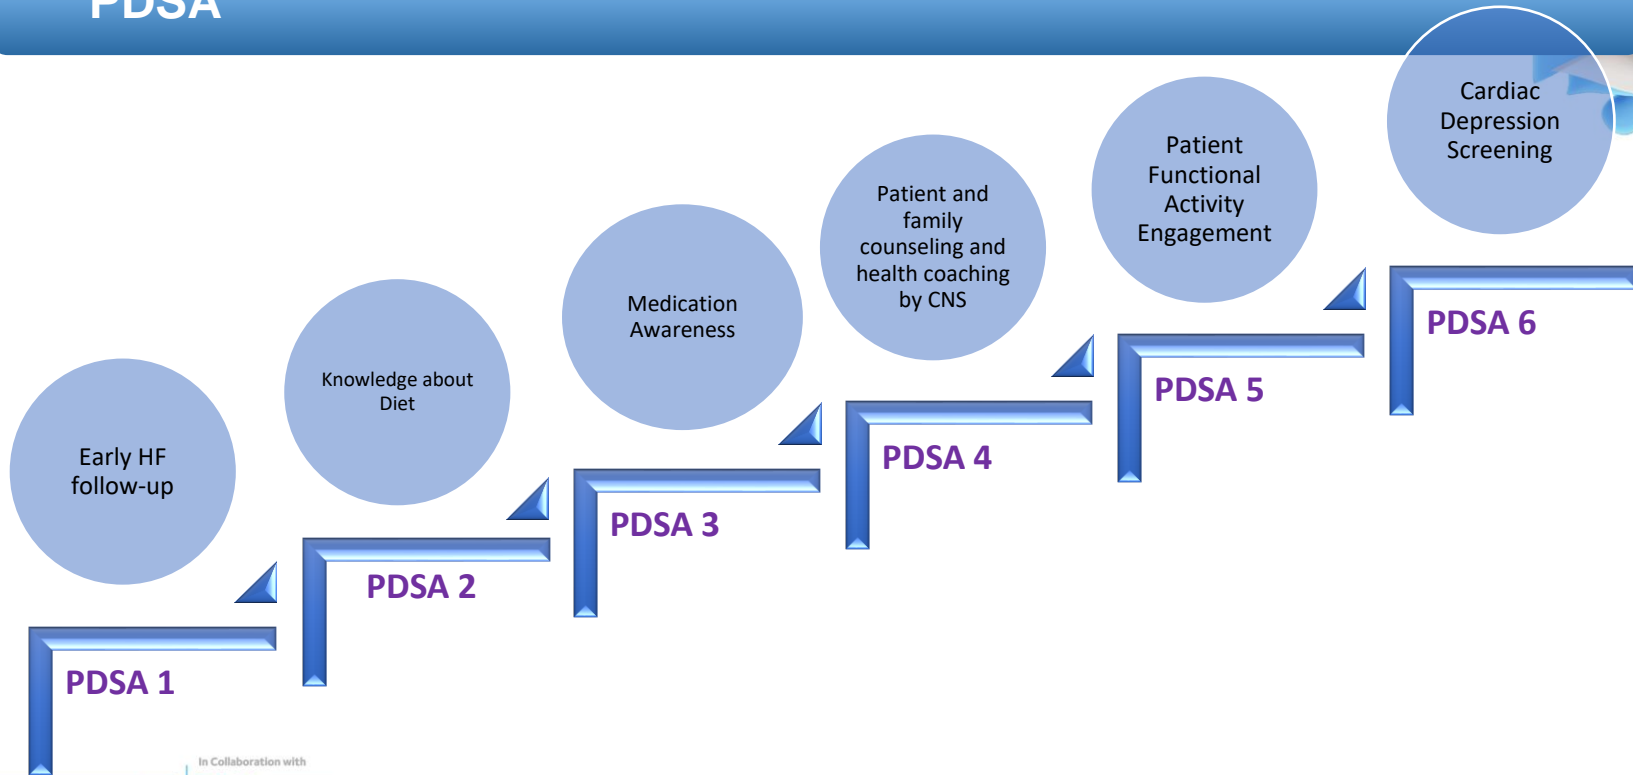 PDSA
Cardiac
Depression
Screening
Patient
Functional
Activity
Engagement
Patient and
family
counseling and
health coaching
by CNS
Medication
Awareness
Knowledge about
Diet
Early HF
follow-up
PDSA 6
PDSA 5
PDSA 4
PDSA 3
PDSA 2
PDSA 1
In Collaboration with